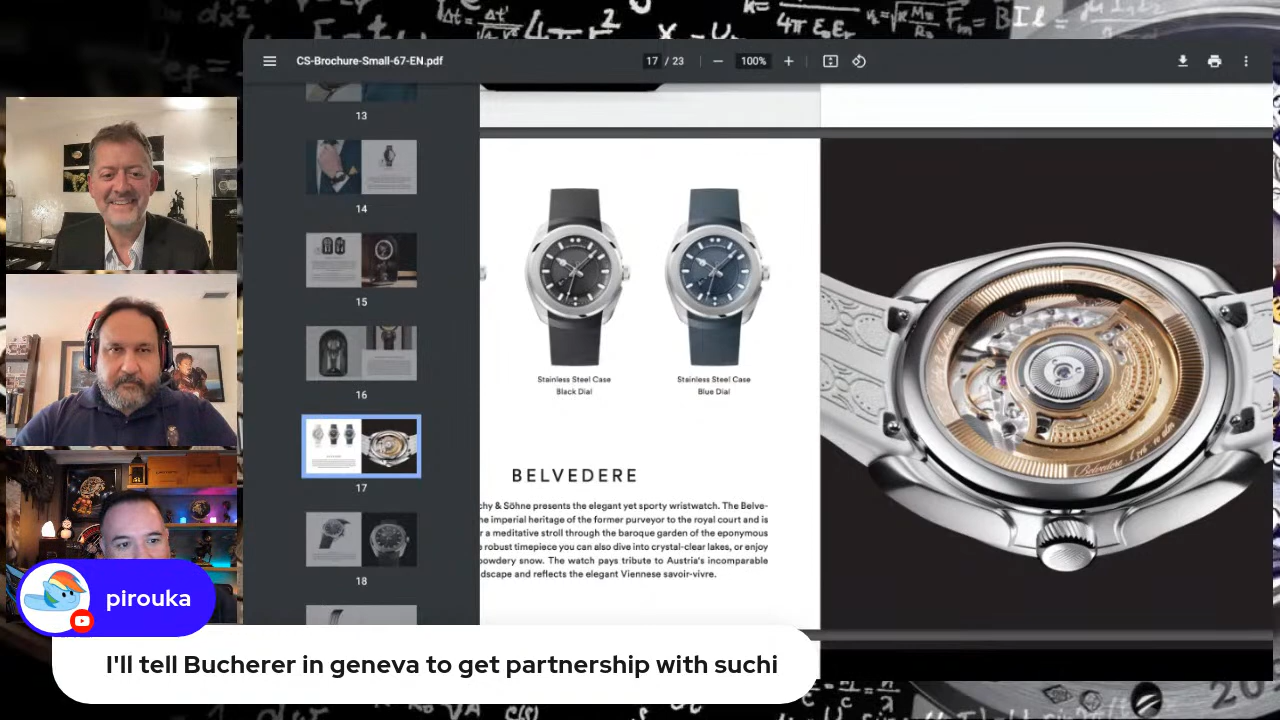 CS-Brochure-Small-67-EN.pdf
17 / 23
100%
13
14
15
16
17
18
Stainless Steel Case
Black Dial
Stainless Steel Case
Blue Dial
BELVEDERE
chy & Söhne presents the elegant yet sporty wristwatch. The Belve-
he imperial heritage of the former purveyor to the royal court and is
r a meditative stroll through the baroque garden of the eponymous
robust timepiece you can also dive into crystal-clear lakes, or enjoy
powdery snow. The watch pays tribute to Austria's incomparable
dscape and reflects the elegant Viennese savoir-vivre.
Belvedere
pirouka
I'll tell Bucherer in geneva to get partnership with suchi